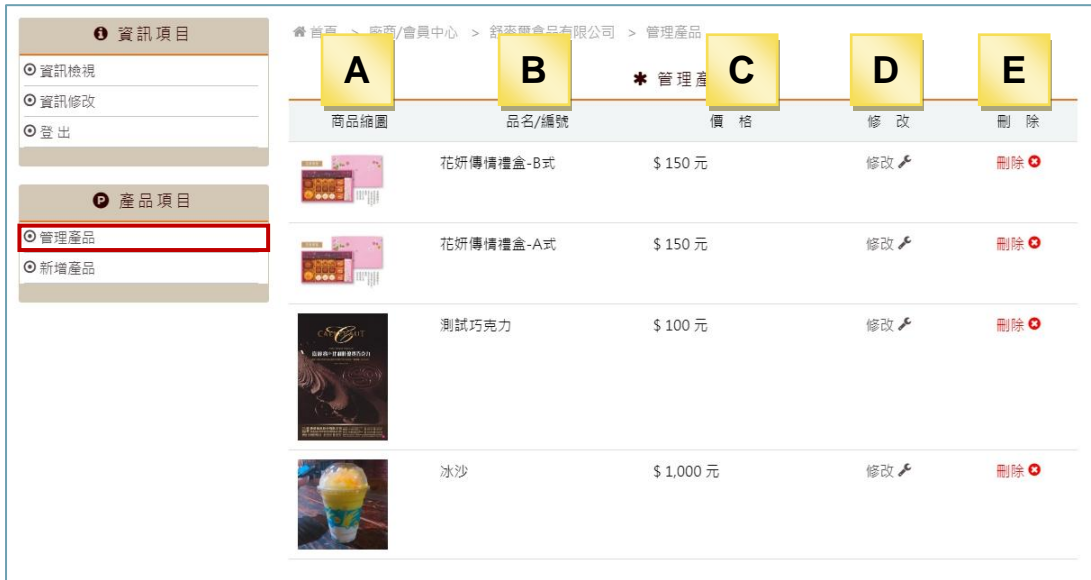 資訊項目
資訊檢視
資訊修改
登出
產品項目
管理產品
新增產品
首頁 > 廠商/會員中心 > 舒麥爾食品有限公司 > 管理產品
管理產
A
B
C
D
E
商品縮圖 品名/編號 價 格 修 改 刪 除
花妍傳情禮盒-B式 $ 150 元 修改 刪除
花妍傳情禮盒-A式 $ 150 元 修改 刪除
測試巧克力 $ 100 元 修改 刪除
冰沙 $ 1,000 元 修改 刪除